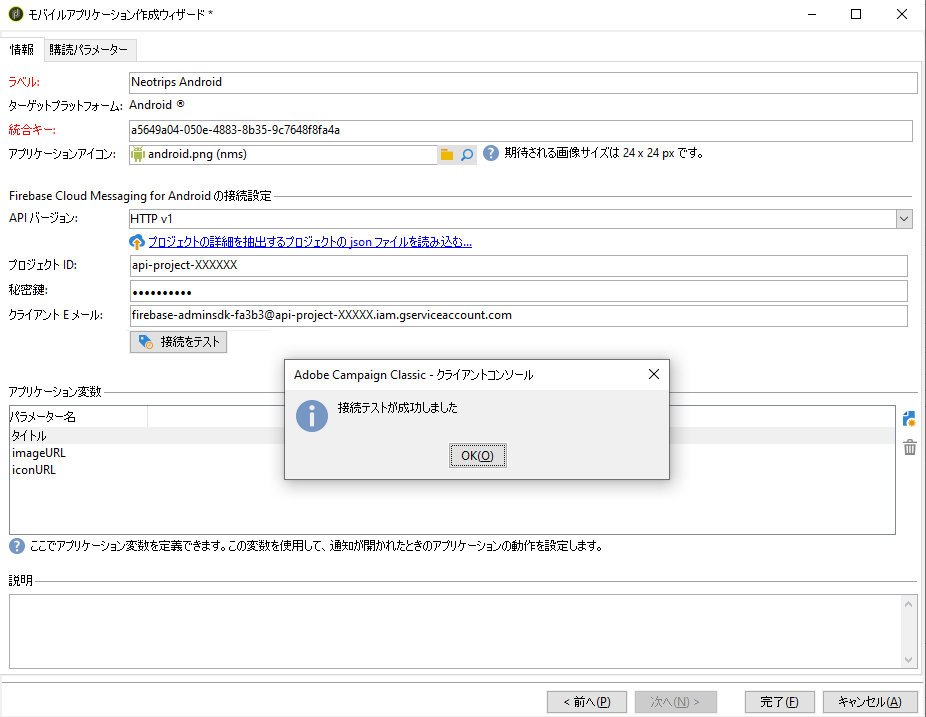 モバイルアプリケーション作成ウィザード *
情報 購読パラメーター
ラベル: Neotrips Android
ターゲットプラットフォーム: Android ®
統合キー: a5649a04-050e-4883-8b35-9c7648f8fa4a
アプリケーションアイコン: android.png (nms) 期待される画像サイズは 24 x 24 px です。
Firebase Cloud Messaging for Android の接続設定
API バージョン: HTTP v1
プロジェクトの詳細を抽出するプロジェクトの json ファイルを読み込む...
プロジェクト ID: api-project-XXXXXX
秘密鍵: ●●●●●●●●●●
クライアント E メール: firebase-adminsdk-fa3b3@api-project-XXXXX.iam.gserviceaccount.com
接続をテスト
Adobe Campaign Classic - クライアントコンソール
接続テストが成功しました
OK(O)
アプリケーション変数
パラメーター名
タイトル
imageURL
iconURL
ここでアプリケーション変数を定義できます。この変数を使用して、通知が開かれたときのアプリケーションの動作を設定します。
説明
< 前へ(P) 次へ(N) > 完了(F) キャンセル(A)